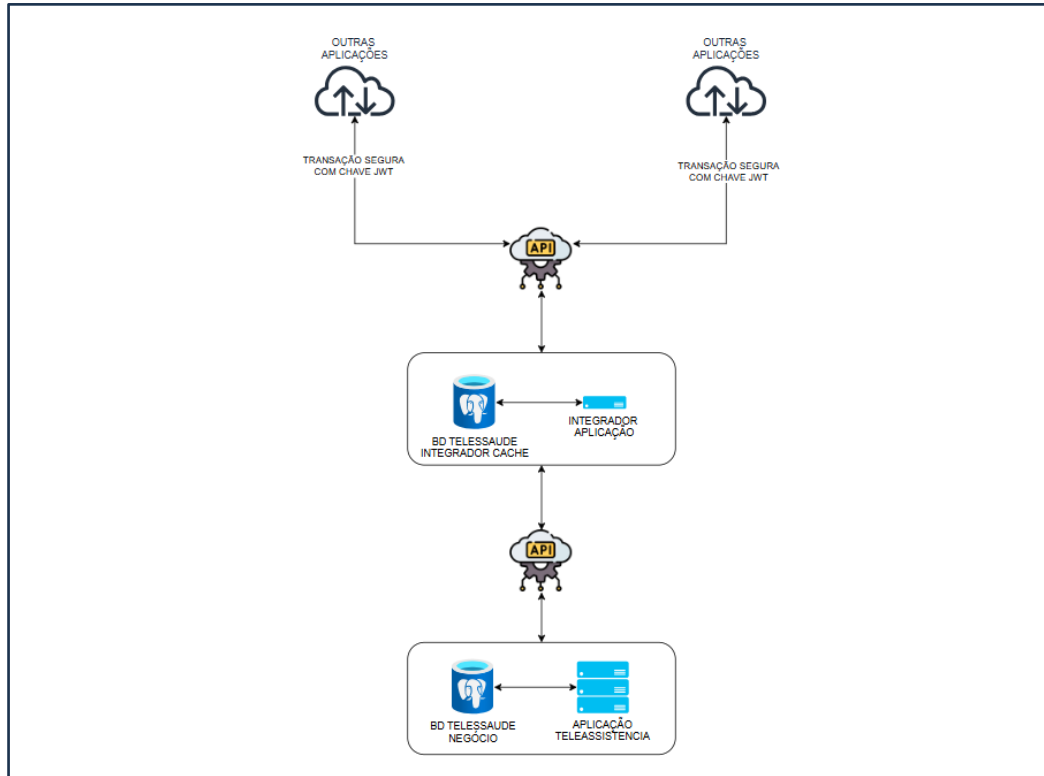 OUTRAS
APLICAÇÕES
OUTRAS
APLICAÇÕES
TRANSAÇÃO SEGURA
COM CHAVE JWT
TRANSAÇÃO SEGURA
COM CHAVE JWT
API
BD TELESSAUDE
INTEGRADOR CACHE
INTEGRADOR
APLICAÇÃO
API
BD TELESSAUDE
NEGÓCIO
APLICAÇÃO
TELEASSISTENCIA